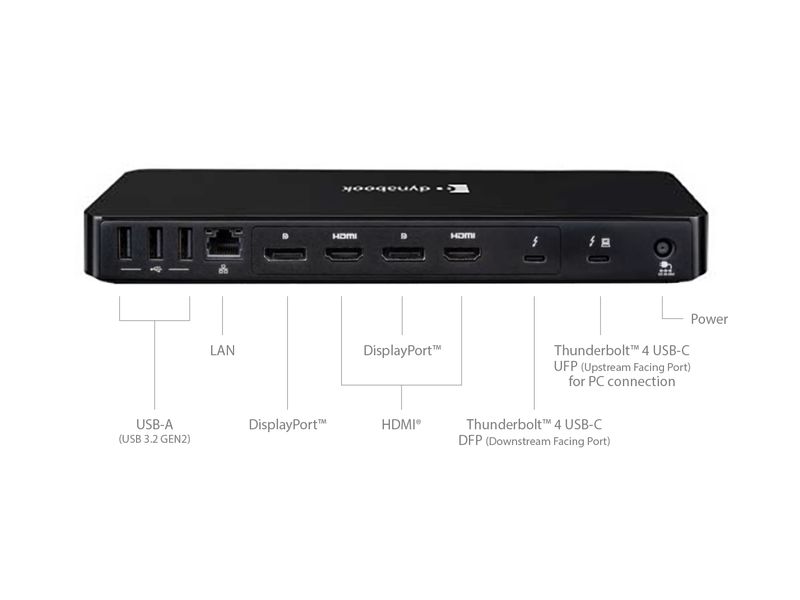 dynabook
HDMI
HDMI
Power
LAN
DisplayPort™
Thunderbolt™ 4 USB-C
UFP (Upstream Facing Port)
for PC connection
USB-A
(USB 3.2 GEN2)
DisplayPort™
HDMI®
Thunderbolt™ 4 USB-C
DFP (Downstream Facing Port)